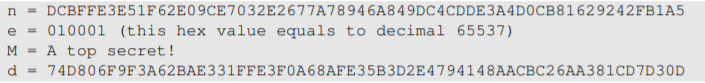 n = DCBFFE3E51F62E09CE7032E2677A78946A849DC4CDDE3A4D0CB81629242FB1A5
e = 010001 (this hex value equals to decimal 65537)
M = A top secret!
d = 74D806F9F3A62BAE331FFE3F0A68AFE35B3D2E4794148AACBC26AA381CD7D30D